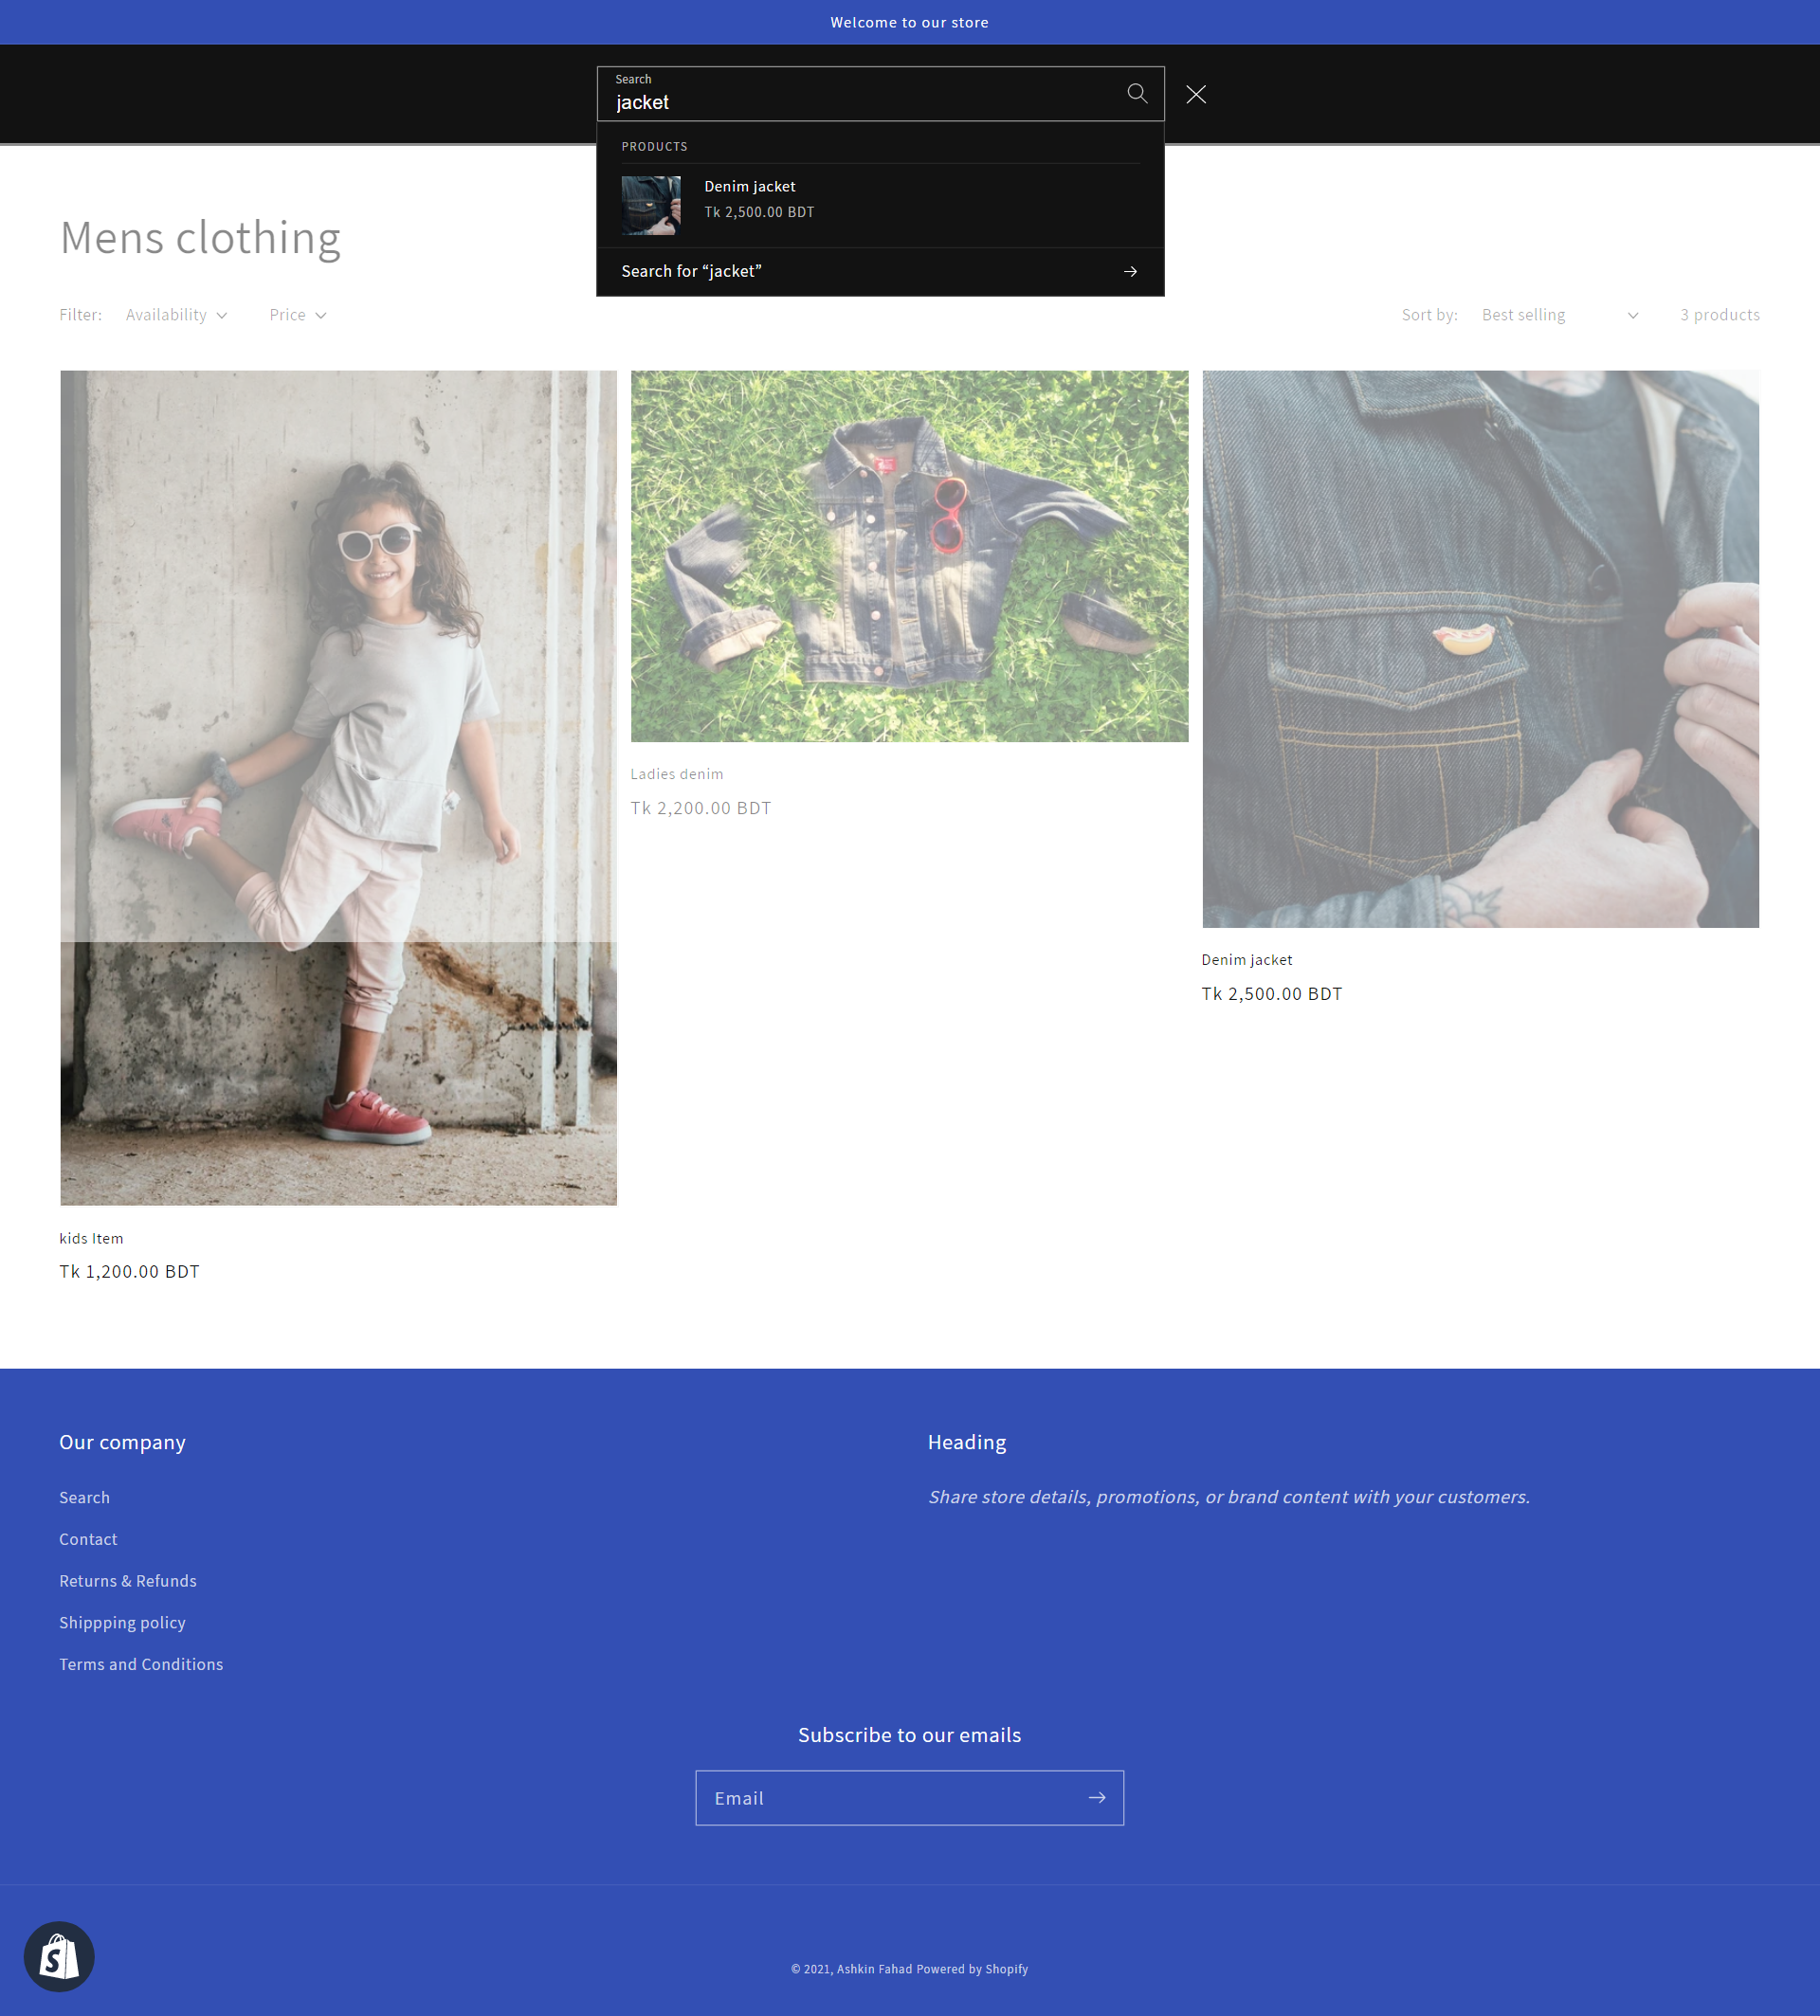 Welcome to our store
Search
jacket
PRODUCTS
Denim jacket
Tk 2,500.00 BDT
Search for “jacket”
Mens clothing
Filter: Availability Price Sort by: Best selling 3 products
Ladies denim
Tk 2,200.00 BDT
Denim jacket
Tk 2,500.00 BDT
kids Item
Tk 1,200.00 BDT
Our company
Search
Contact
Returns & Refunds
Shippping policy
Terms and Conditions
Heading
Share store details, promotions, or brand content with your customers.
Subscribe to our emails
Email
© 2021, Ashkin Fahad Powered by Shopify